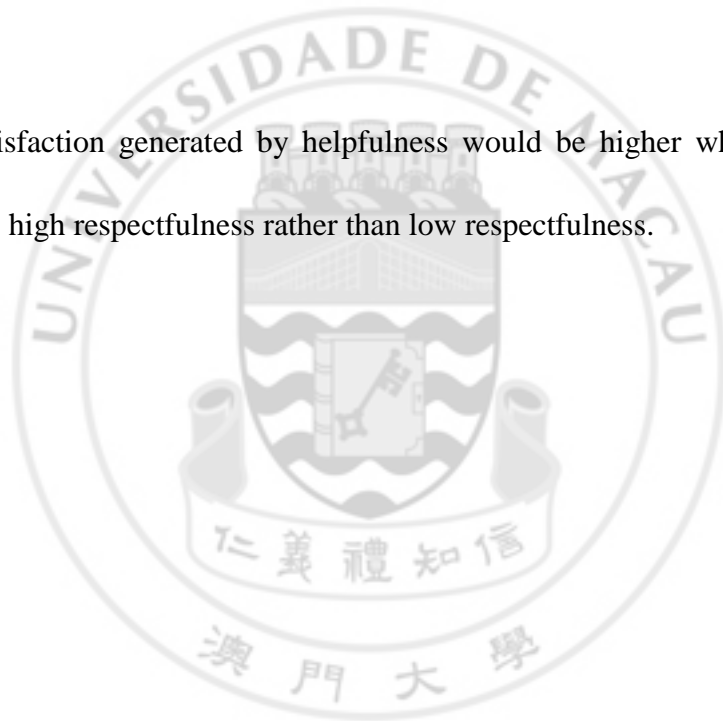 UNIVERSIDADE DE MACAU
isfaction generated by helpfulness would be higher wh
high respectfulness rather than low respectfulness.
仁義禮知信
澳門大學